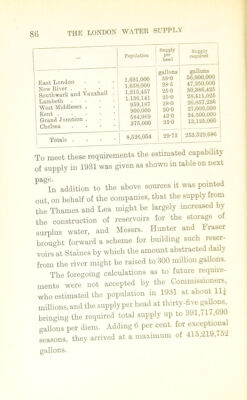 86 THE LONDON WATER SUPPLY
— Population Supply per head Supply required
gallons gallons
East London . . . 1,691,000 33·0 56,000,000
New River . . . 1,658,000 28·5 47,250,000
Southwark and Vauxhall 1,215,457 25·0 30,386,425
Lambeth . . . 1,136,441 25·0 28,411,025
West Middlesex . . 959,187 28·0 26,857,236
Kent . . . 900,000 30·0 27,000,000
Grand Junction . . 584,969 42·0 24,500,000
Chelsea . . . 375,000 35·0 13,125,000
Totals . . . 8,520,054 29·73 253,529,686
To meet these requirements the estimated capability
of supply in 1931 was given as shown in table on next
page.
In addition to the above sources it was pointed
out, on behalf of the companies, that the supply from
the Thames and Lea might be largely increased by
the construction of reservoirs for the storage of
surplus water, and Messrs. Hunter and Fraser
brought forward a scheme for building such reser-
voirs at Staines by which the amount abstracted daily
from the river might be raised to 300 million gallons.
The foregoing calculations as to future require-
ments were not accepted by the Commissioners,
who estimated the population in 1931 at about 11¼
millions, and the supply per head at thirty-five gallons,
bringing the required total supply up to 391,717,690
gallons per diem. Adding 6 per cent. for exceptional
seasons, they arrived at a maximum of 415,219,752
gallons.